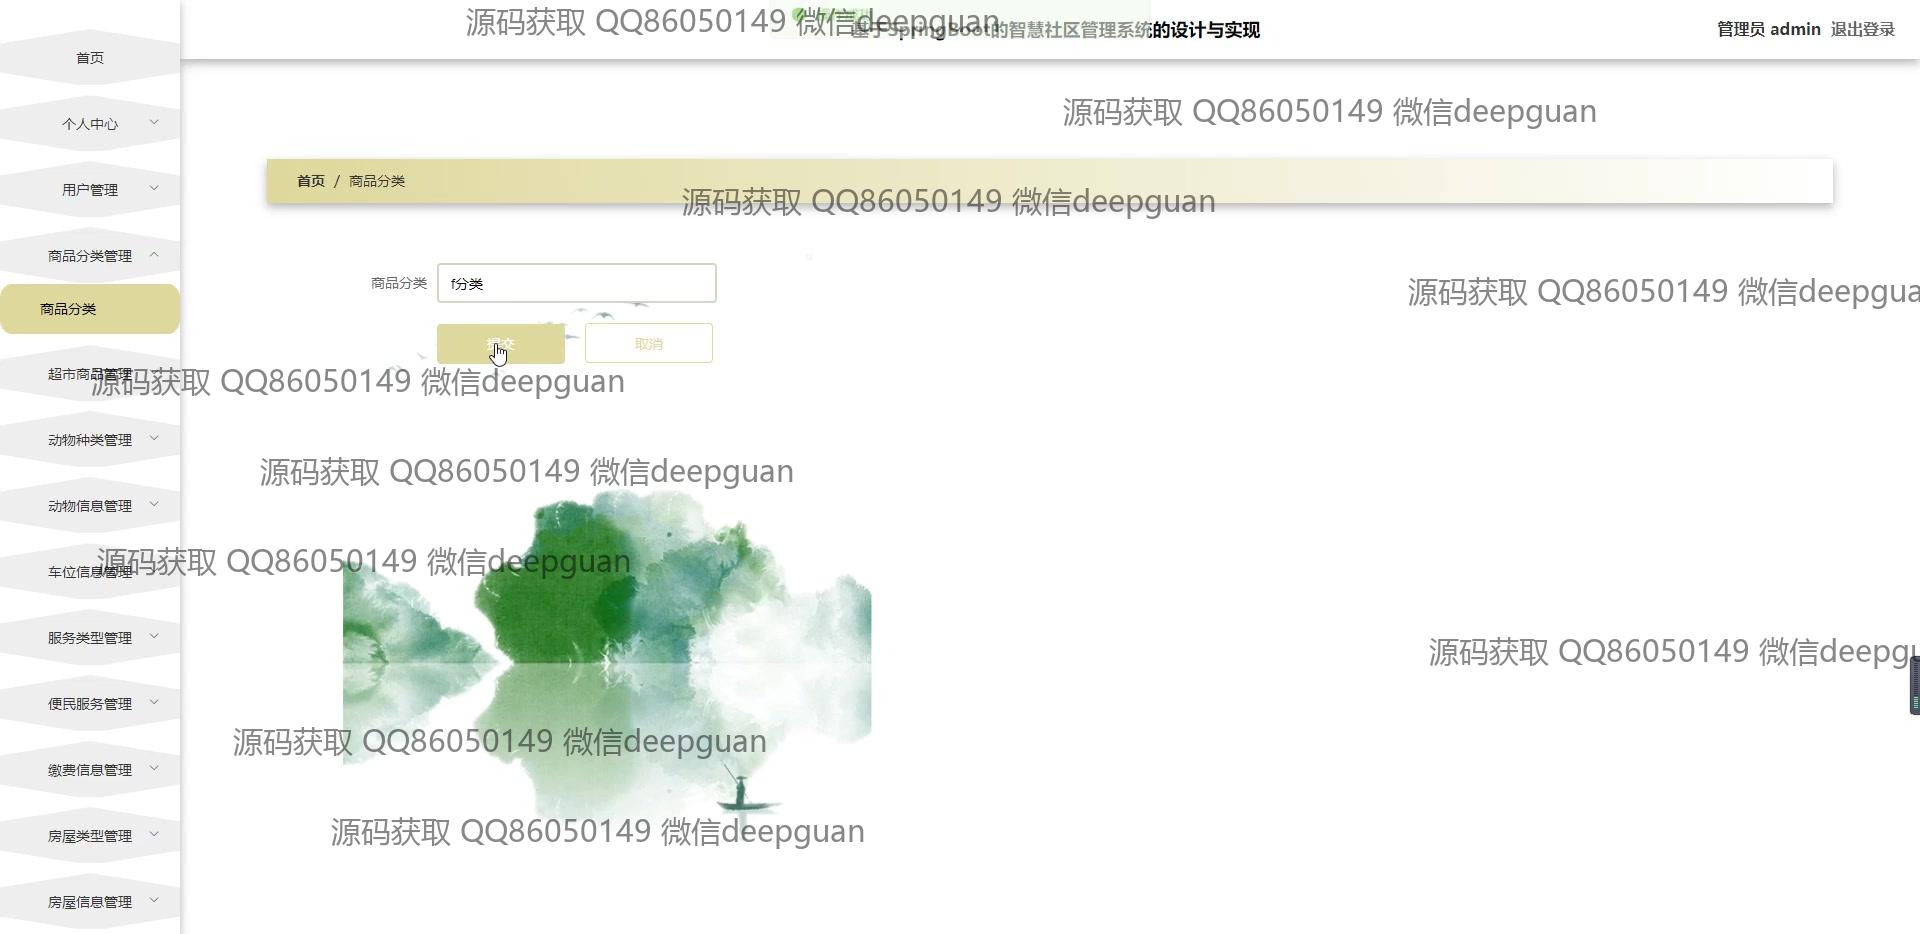 源码获取 QQ86050149 微信deepguan
基于SpringBoot的智慧社区管理系统的设计与实现
管理员 admin 退出登录
首页
源码获取 QQ86050149 微信deepguan
个人中心
首页 / 商品分类
用户管理
源码获取 QQ86050149 微信deepguan
商品分类管理
商品分类 f分类
源码获取 QQ86050149 微信deepgua
商品分类
提交 取消
超市商品管理
源码获取 QQ86050149 微信deepguan
动物种类管理
源码获取 QQ86050149 微信deepguan
动物信息管理
源码获取 QQ86050149 微信deepguan
车位信息管理
服务类型管理
源码获取 QQ86050149 微信deepgu
便民服务管理
源码获取 QQ86050149 微信deepguan
缴费信息管理
房屋类型管理
源码获取 QQ86050149 微信deepguan
房屋信息管理